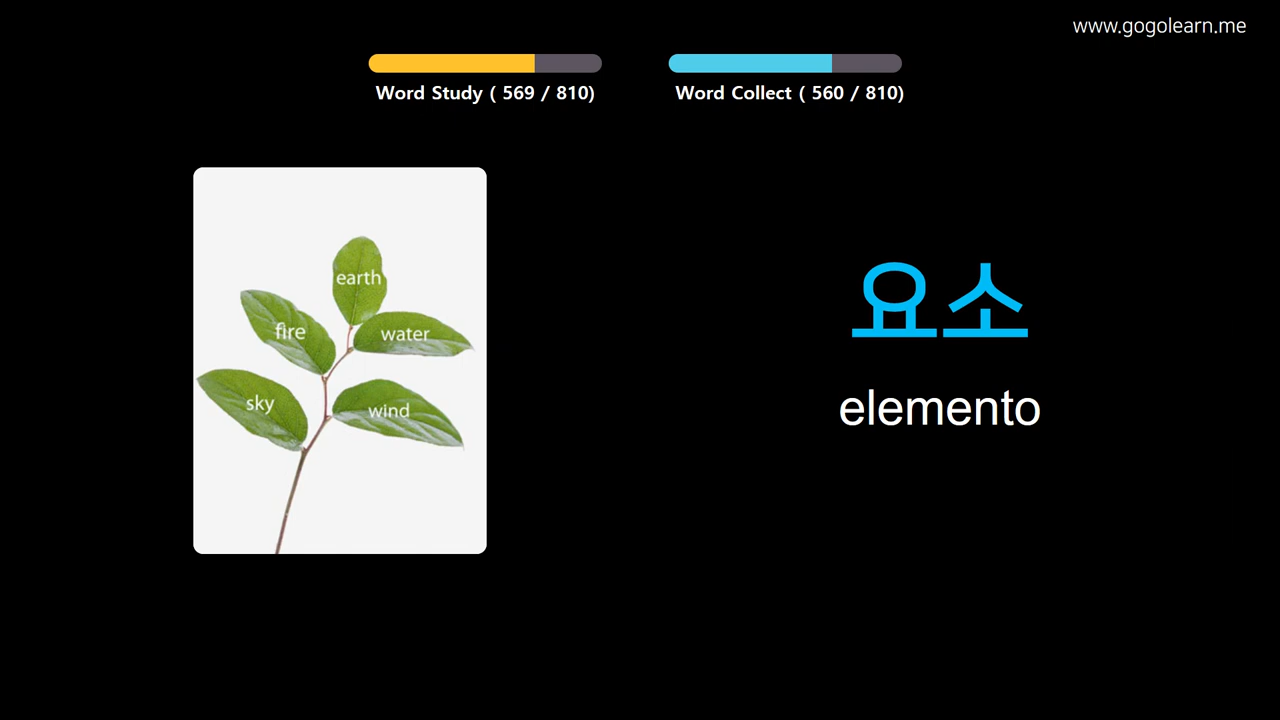 www.gogolearn.me
Word Study ( 569 / 810)
Word Collect ( 560 / 810)
earth
fire
water
sky
wind
요소
elemento